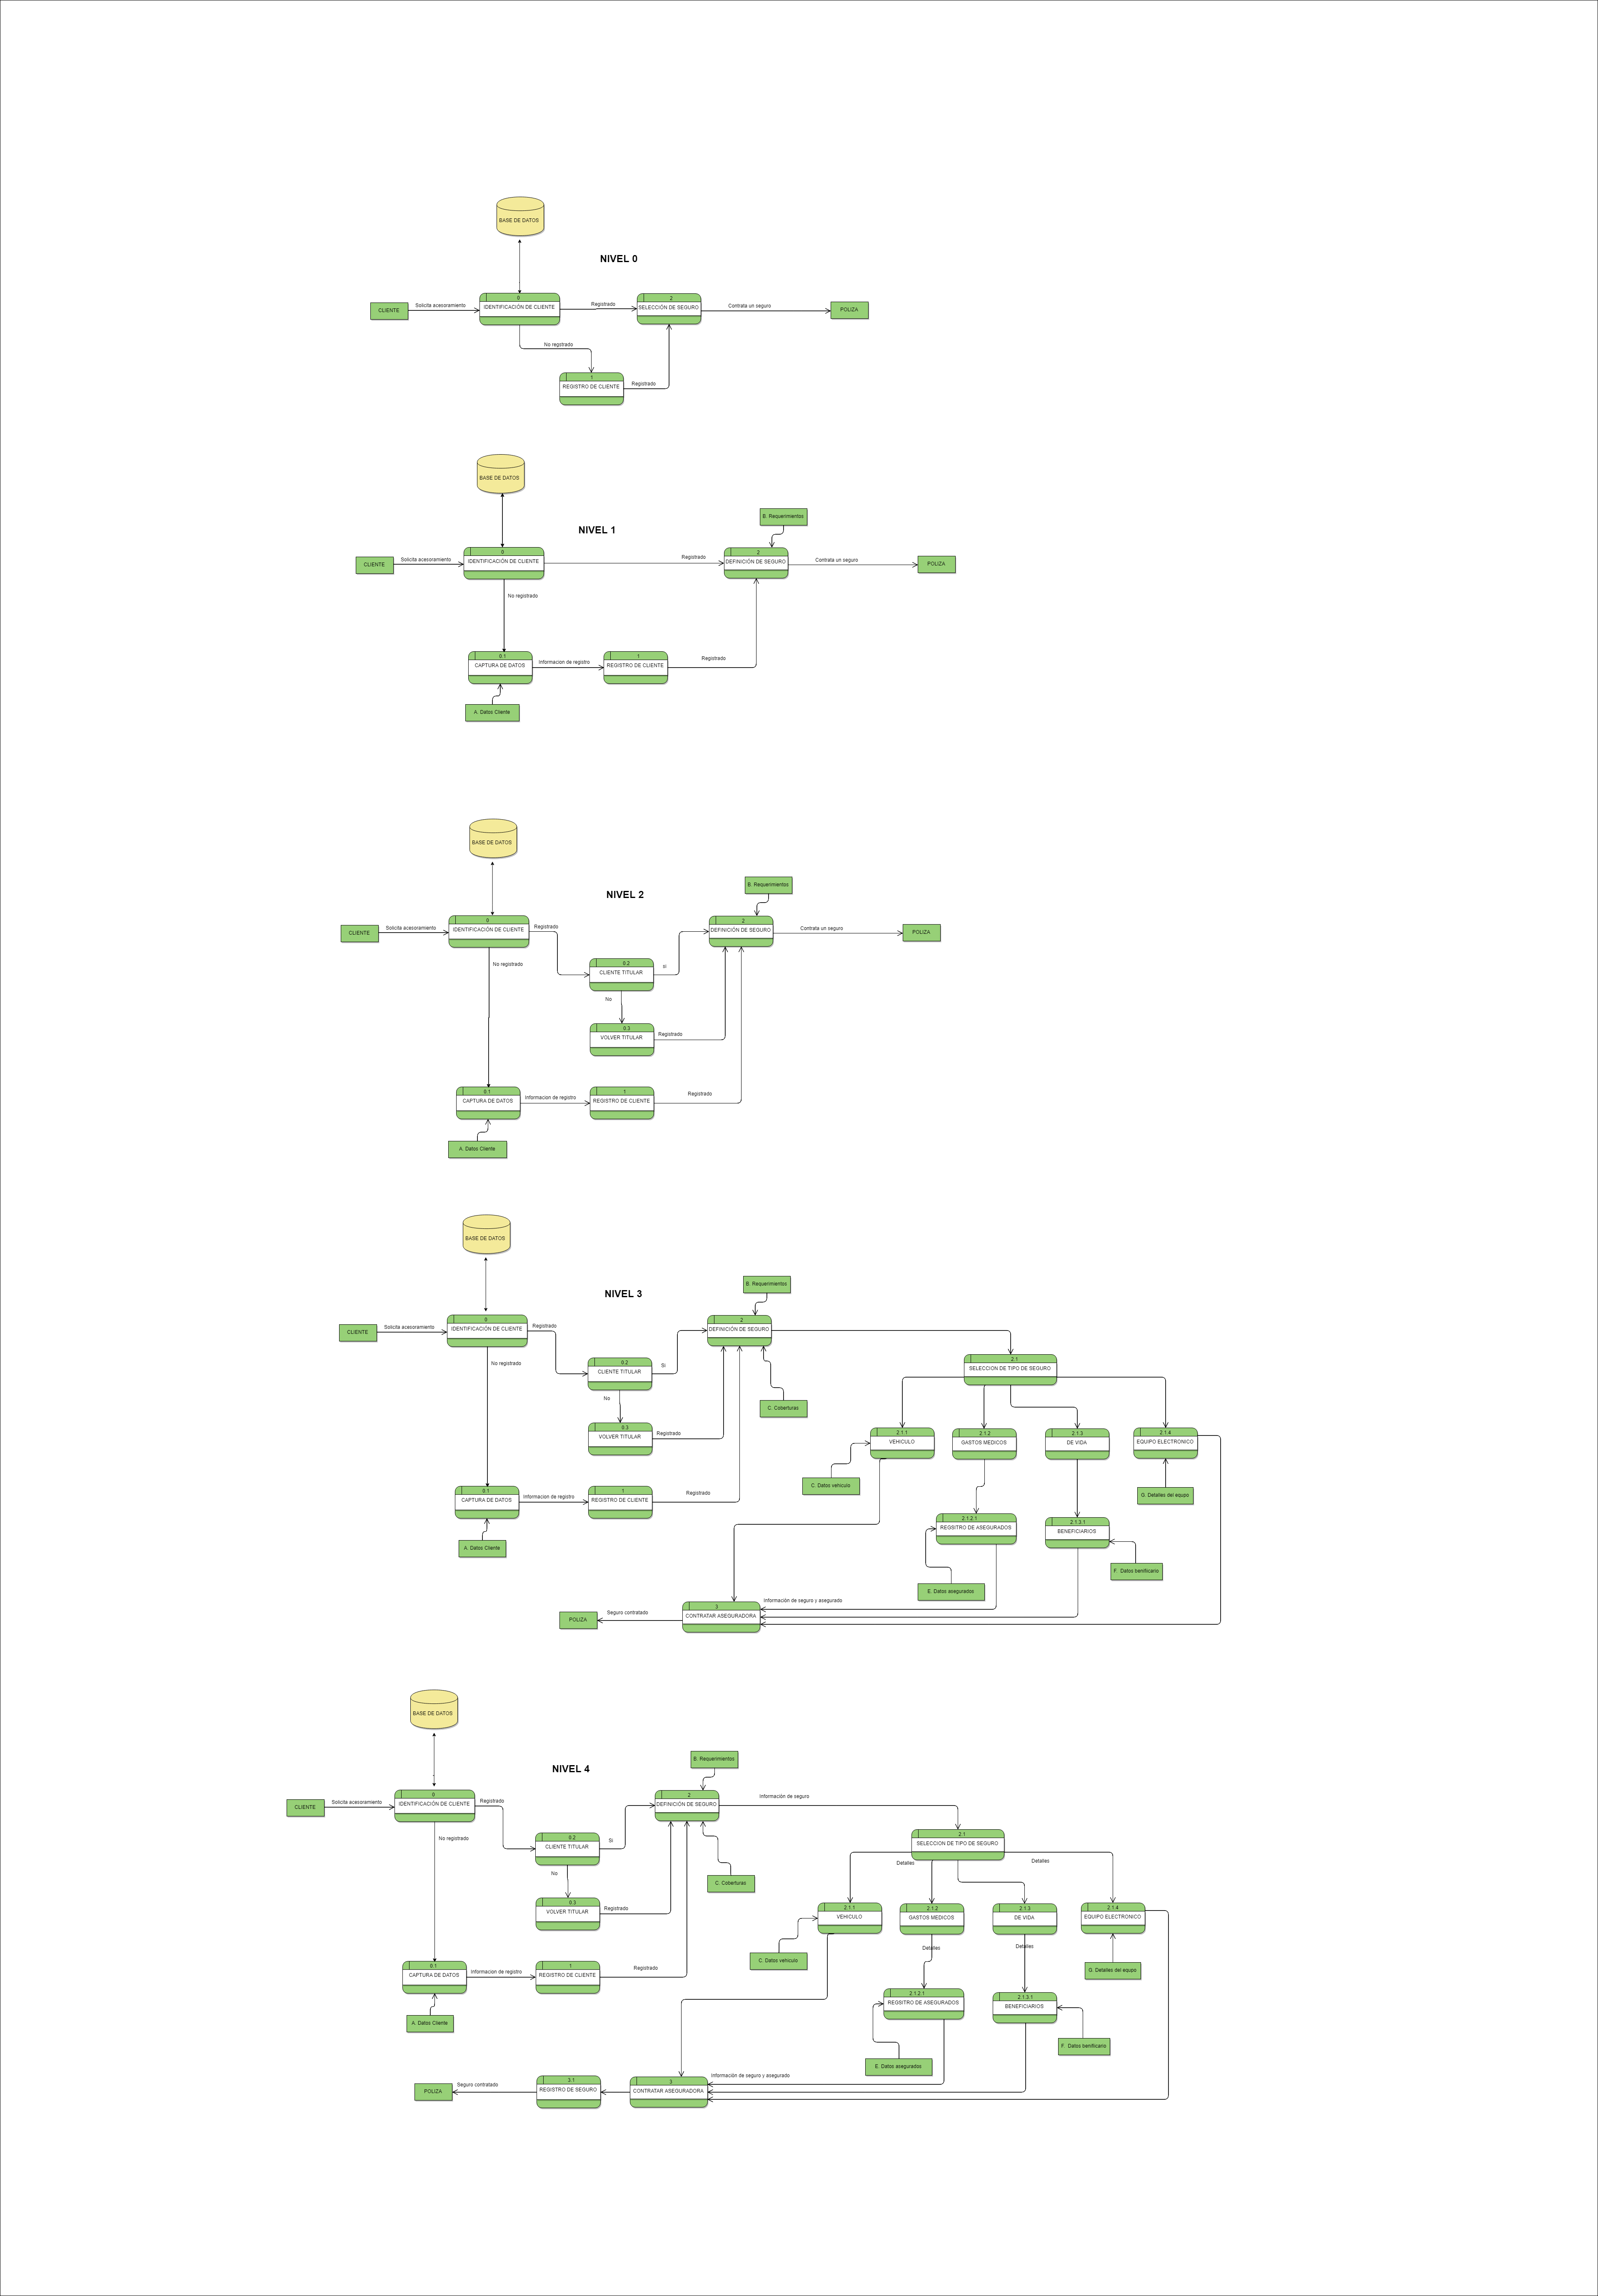 BASE DE DATOS
NIVEL 0
0
2
CLIENTE
Solicita acesoramiento
IDENTIFICACIÓN DE CLIENTE
Registrado
SELECCIÓN DE SEGURO
Contrata un seguro
POLIZA
No regstrado
1
REGISTRO DE CLIENTE
Registrado
BASE DE DATOS
B. Requerimientos
NIVEL 1
0
2
CLIENTE
Solicita acesoramiento
IDENTIFICACIÓN DE CLIENTE
Registrado
DEFINICIÓN DE SEGURO
Contrata un seguro
POLIZA
No registrado
0.1
1
CAPTURA DE DATOS
Informacion de registro
REGISTRO DE CLIENTE
Registrado
A. Datos Cliente
BASE DE DATOS
B. Requerimientos
NIVEL 2
0
2
CLIENTE
Solicita acesoramiento
IDENTIFICACIÓN DE CLIENTE
Registrado
DEFINICIÓN DE SEGURO
Contrata un seguro
POLIZA
No registrado
0.2
CLIENTE TITULAR
No
0.3
VOLVER TITULAR
Registrado
0.1
1
CAPTURA DE DATOS
Informacion de registro
REGISTRO DE CLIENTE
Registrado
A. Datos Cliente
BASE DE DATOS
B. Requerimientos
NIVEL 3
0
2
CLIENTE
Solicita acesoramiento
IDENTIFICACIÓN DE CLIENTE
Registrado
DEFINICIÓN DE SEGURO
2.1
SELECCION DE TIPO DE SEGURO
No registrado
0.2
CLIENTE TITULAR
Si
No
C. Coberturas
0.3
VOLVER TITULAR
Registrado
2.1.1
2.1.2
2.1.3
2.1.4
VEHICULO
GASTOS MEDICOS
DE VIDA
EQUIPO ELECTRONICO
C. Datos vehiculo
G. Detalles del equpo
0.1
1
CAPTURA DE DATOS
Informacion de registro
REGISTRO DE CLIENTE
Registrado
2.1.2.1
2.1.3.1
REGSITRO DE ASEGURADOS
BENEFICIARIOS
A. Datos Cliente
F. Datos benificario
E. Datos asegurados
Información de seguro y asegurado
3
POLIZA
Seguro contratado
CONTRATAR ASEGURADORA
BASE DE DATOS
B. Requerimientos
NIVEL 4
0
2
CLIENTE
Solicita acesoramiento
IDENTIFICACIÓN DE CLIENTE
Registrado
DEFINICIÓN DE SEGURO
Información de seguro
2.1
SELECCION DE TIPO DE SEGURO
No registrado
0.2
CLIENTE TITULAR
Si
No
C. Coberturas
Detalles
Detalles
0.3
VOLVER TITULAR
Registrado
2.1.1
2.1.2
2.1.3
2.1.4
VEHICULO
GASTOS MEDICOS
DE VIDA
EQUIPO ELECTRONICO
Detalles
Detalles
C. Datos vehiculo
G. Detalles del equpo
0.1
1
CAPTURA DE DATOS
Informacion de registro
REGISTRO DE CLIENTE
Registrado
2.1.2.1
2.1.3.1
REGSITRO DE ASEGURADOS
BENEFICIARIOS
A. Datos Cliente
F. Datos benificario
E. Datos asegurados
Información de seguro y asegurado
3.1
3
POLIZA
Seguro contratado
REGISTRO DE SEGURO
CONTRATAR ASEGURADORA